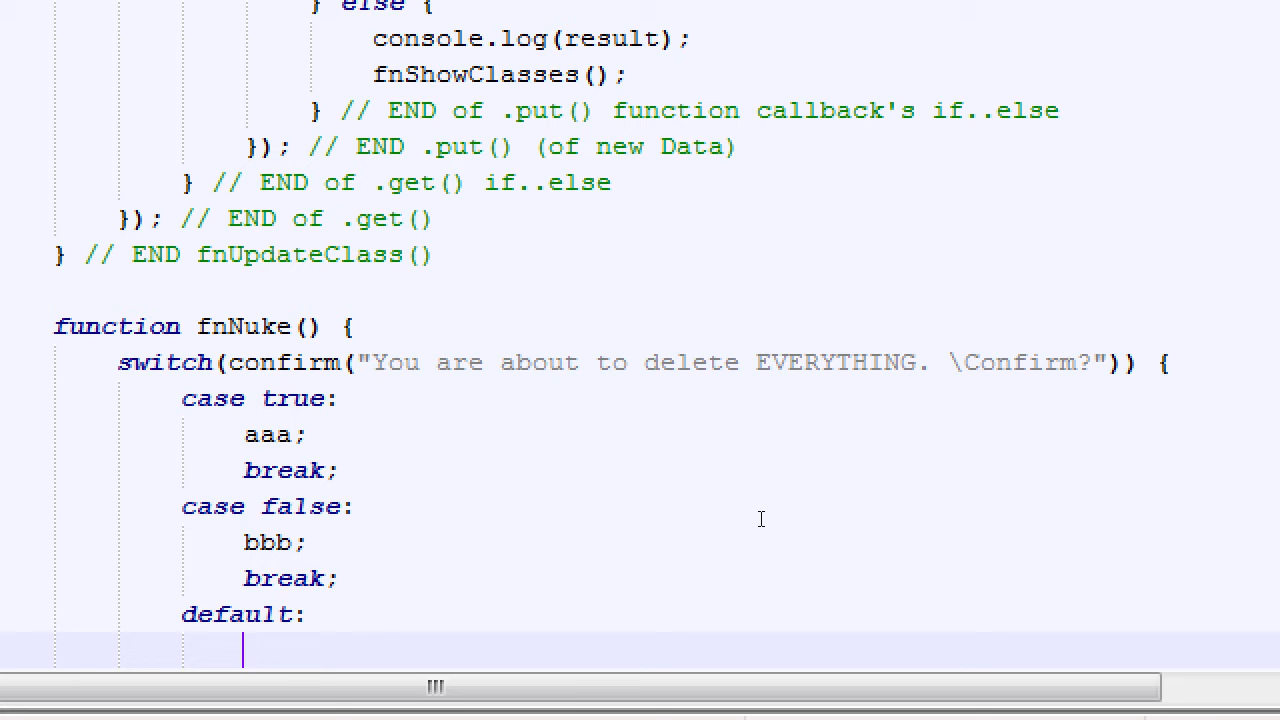 } else {
console.log(result);
fnShowClasses();
} // END of .put() function callback's if..else
}); // END .put() (of new Data)
} // END of .get() if..else
}); // END of .get()
} // END fnUpdateClass()
function fnNuke() {
switch(confirm("You are about to delete EVERYTHING. \Confirm?")) {
case true:
aaa;
break;
case false:
bbb;
break;
default: